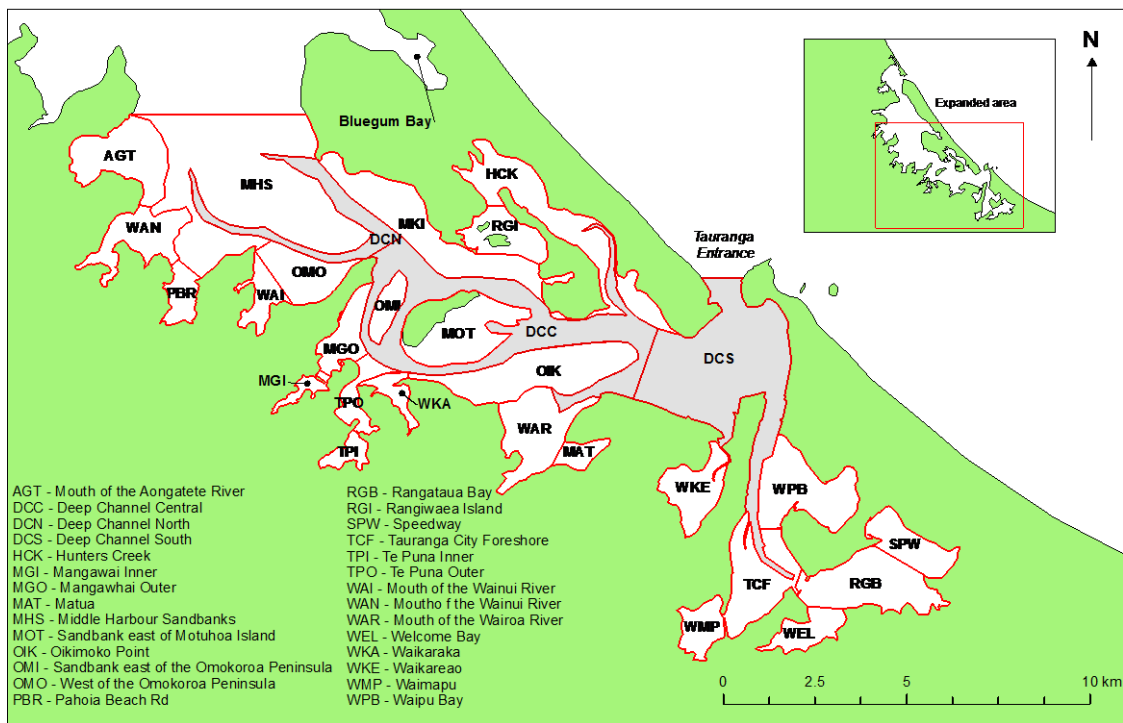 N
Expanded area
Bluegum Bay
AGT
MHS
HCK
WAN
MKI
RGI
DCN
Tauranga
Entrance
OMO
PBR
WAI
OMI
MOT
DCC
MGO
DCS
OIK
MGI
TPO
WKA
WAR
TPI
MAT
WKE
WPB
SPW
TCF
RGB
WMP
WEL
AGT - Mouth of the Aongatete River
DCC - Deep Channel Central
DCN - Deep Channel North
DCS - Deep Channel South
HCK - Hunters Creek
MGI - Mangawai Inner
MGO - Mangawhai Outer
MAT - Matua
MHS - Middle Harbour Sandbanks
MOT - Sandbank east of Motuhoa Island
OIK - Oikimoko Point
OMI - Sandbank east of the Omokoroa Peninsula
OMO - West of the Omokoroa Peninsula
PBR - Pahoia Beach Rd
RGB - Rangataua Bay
RGI - Rangiwaea Island
SPW - Speedway
TCF - Tauranga City Foreshore
TPI - Te Puna Inner
TPO - Te Puna Outer
WAI - Mouth of the Wainui River
WAN - Moutho f the Wainui River
WAR - Mouth of the Wairoa River
WEL - Welcome Bay
WKA - Waikaraka
WKE - Waikareao
WMP - Waimapu
WPB - Waipu Bay
0 2.5 5 10 km